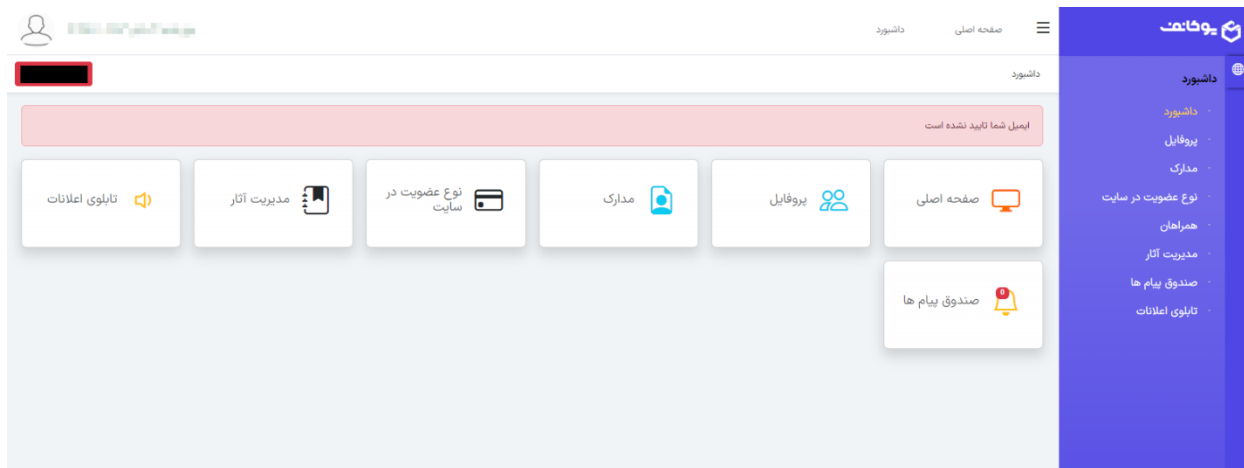 یوکانف
صفحه اصلی
داشبورد
داشبورد
داشبورد
داشبورد
پروفایل
مدارک
نوع عضویت در سایت
همراهان
مدیریت آثار
صندوق پیام ها
تابلوی اعلانات
ایمیل شما تایید نشده است
صفحه اصلی
پروفایل
مدارک
نوع عضویت در
سایت
مدیریت آثار
تابلوی اعلانات
صندوق پیام ها
0